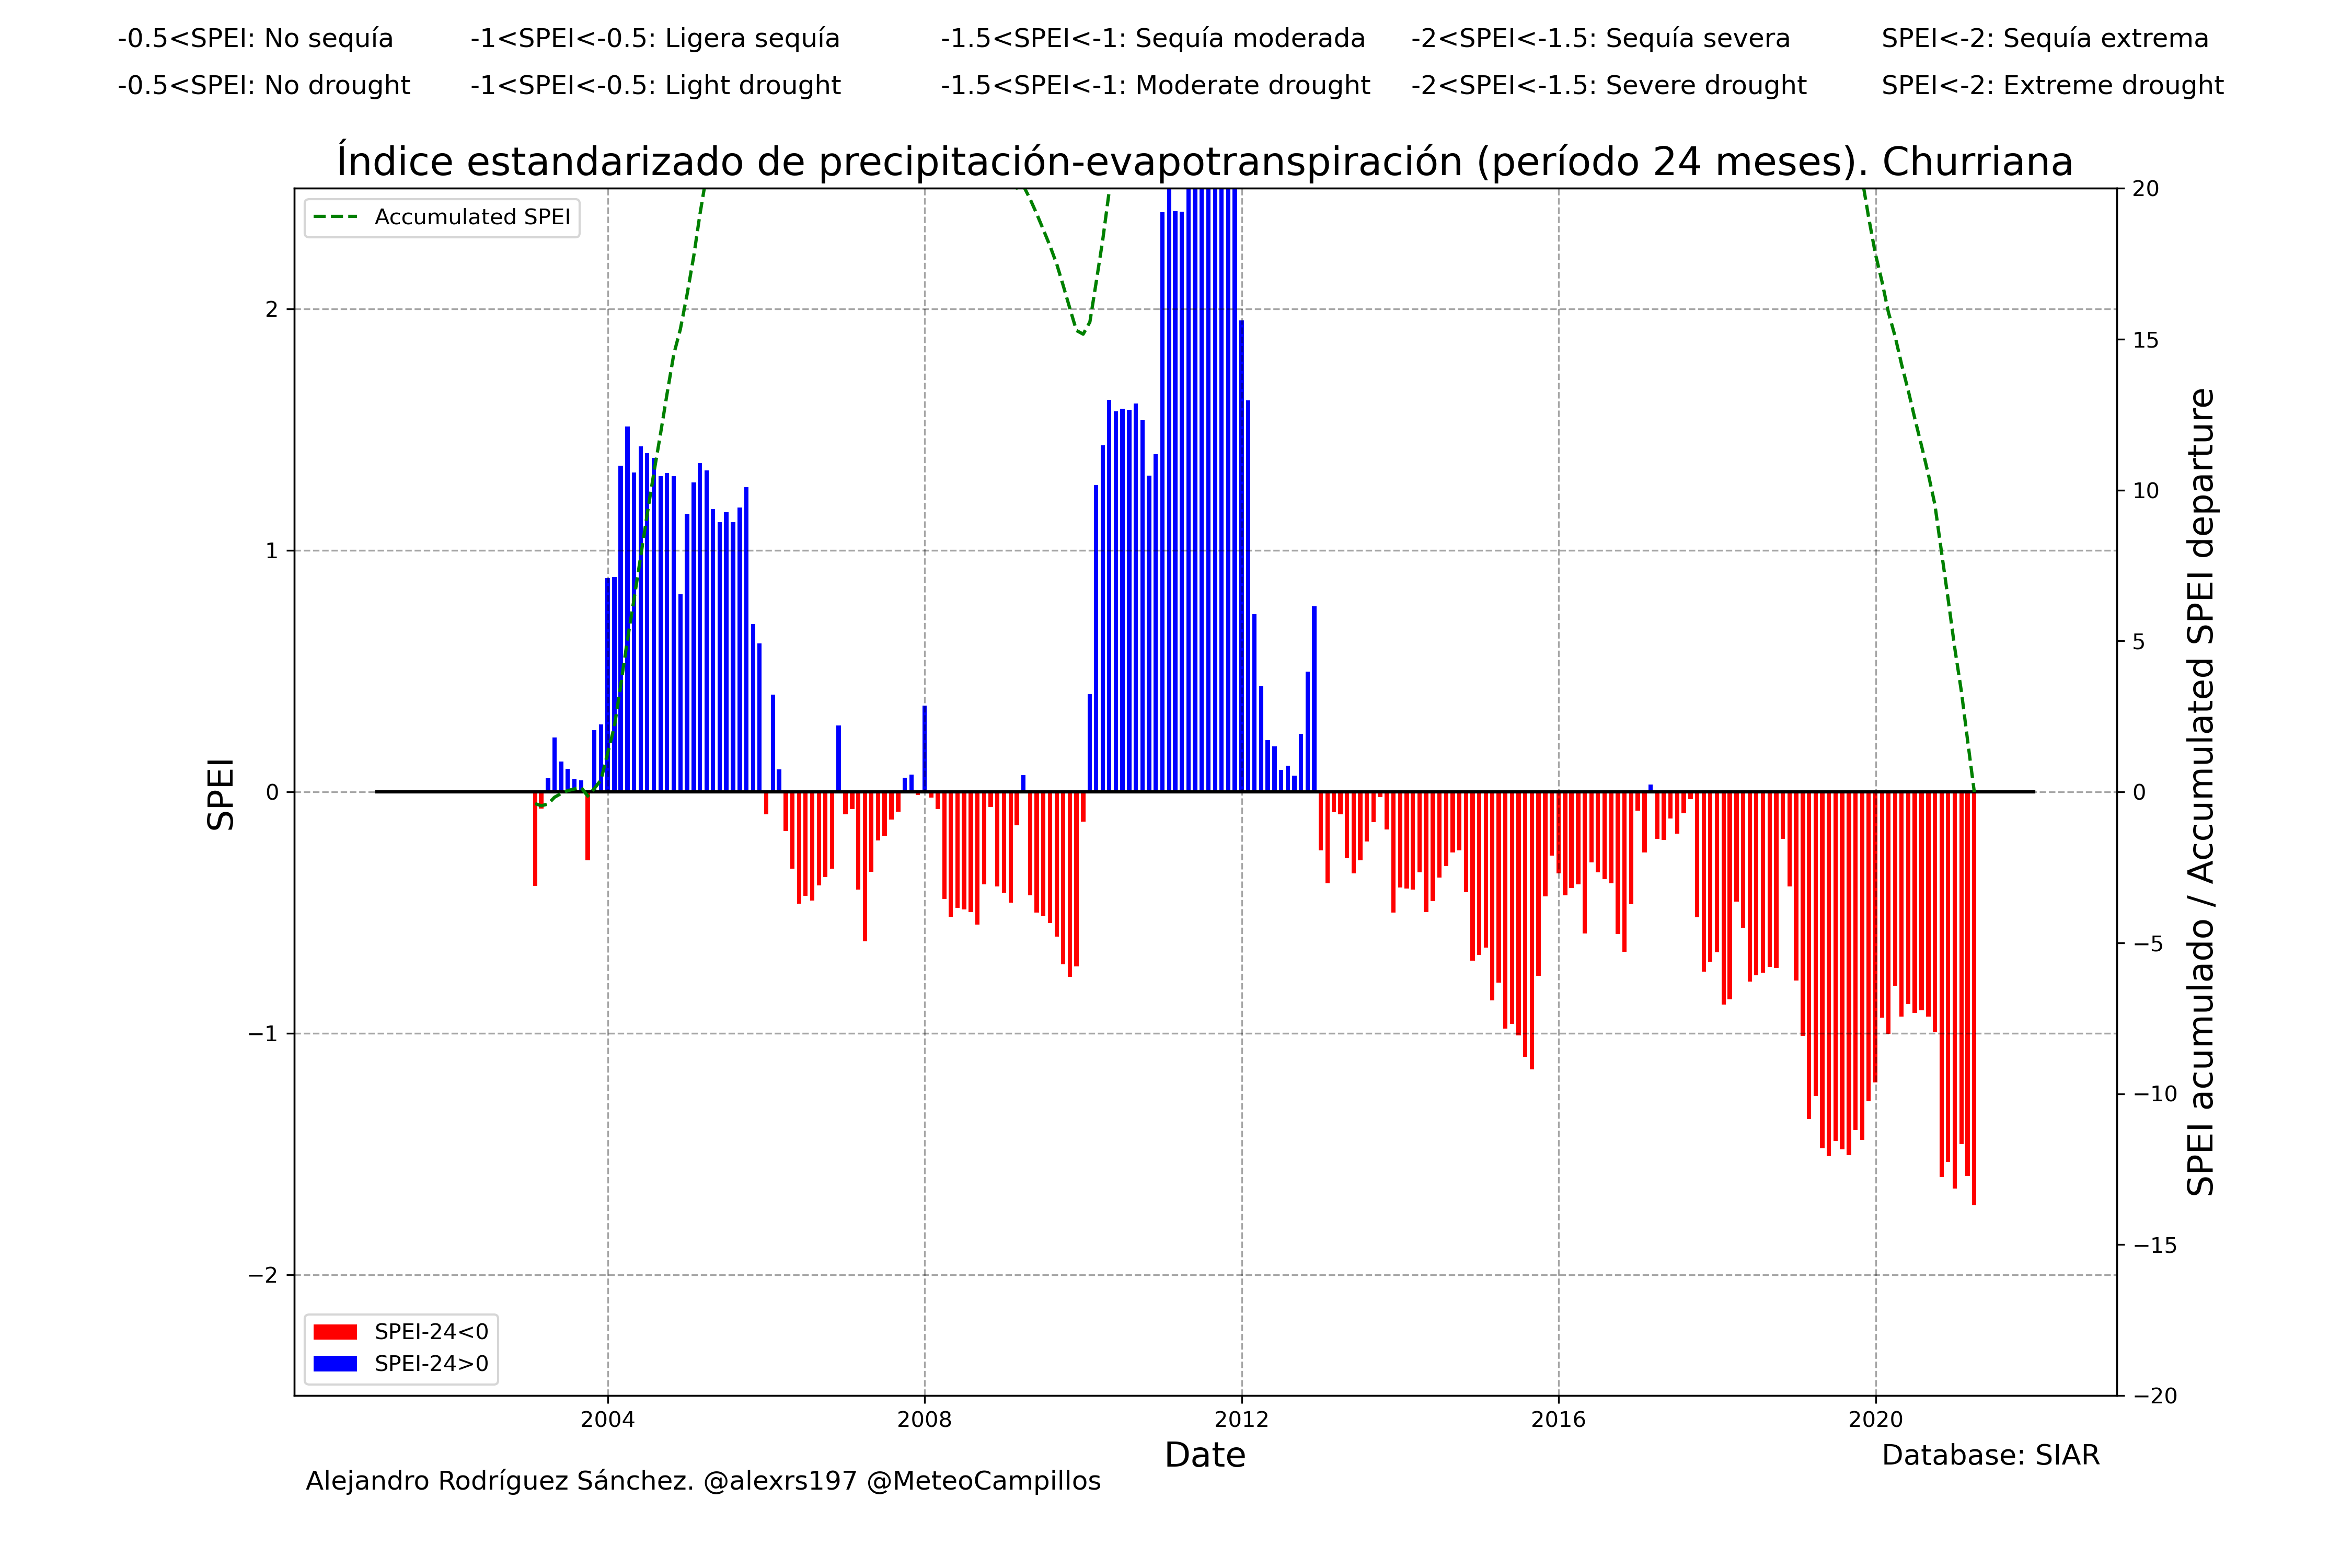 -0.5<SPEI: No sequía -1<SPEI<-0.5: Ligera sequía -1.5<SPEI<-1: Sequía moderada -2<SPEI<-1.5: Sequía severa SPEI<-2: Sequía extrema
-0.5<SPEI: No drought -1<SPEI<-0.5: Light drought -1.5<SPEI<-1: Moderate drought -2<SPEI<-1.5: Severe drought SPEI<-2: Extreme drought
Índice estandarizado de precipitación-evapotranspiración (período 24 meses). Churriana
Accumulated SPEI
2
1
0
−1
−2
SPEI
20
15
10
5
0
−5
−10
−15
−20
SPEI acumulado / Accumulated SPEI departure
SPEI-24<0
SPEI-24>0
2004 2008 2012 2016 2020
Date
Database: SIAR
Alejandro Rodríguez Sánchez. @alexrs197 @MeteoCampillos